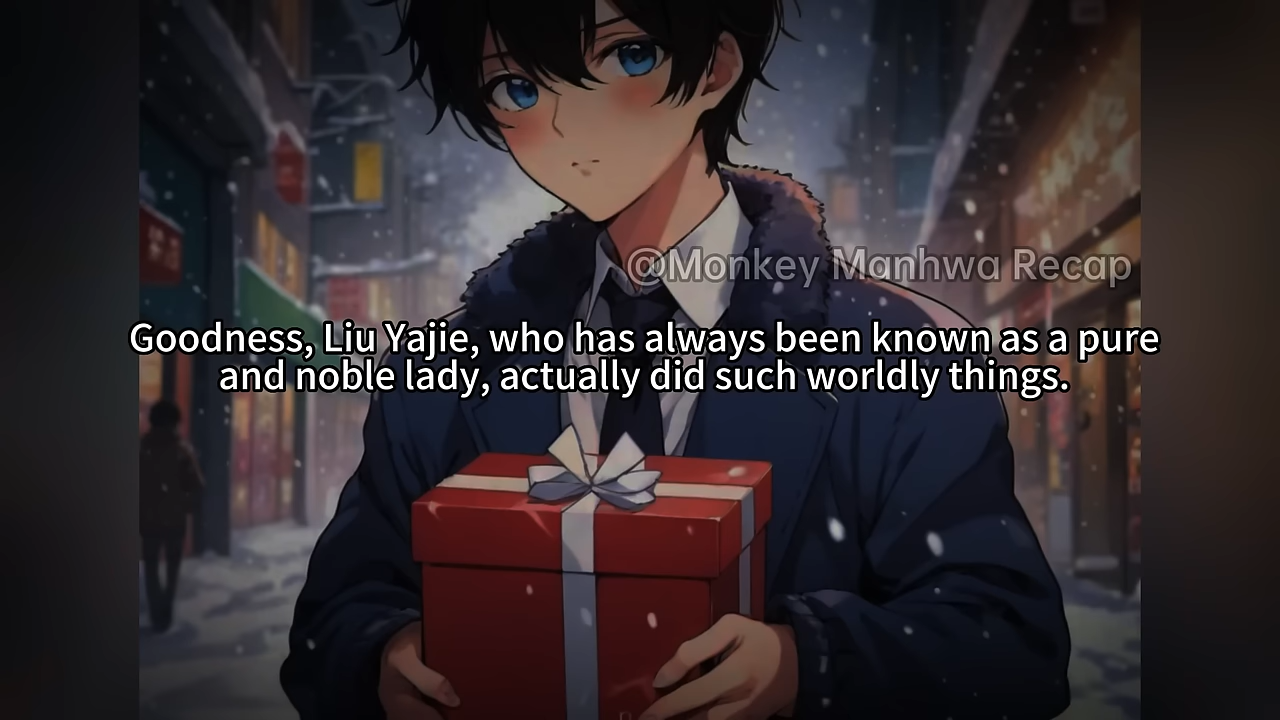 @Monkey Manhwa Recap
Goodness, Liu Yajie, who has always been known as a pure
and noble lady, actually did such worldly things.